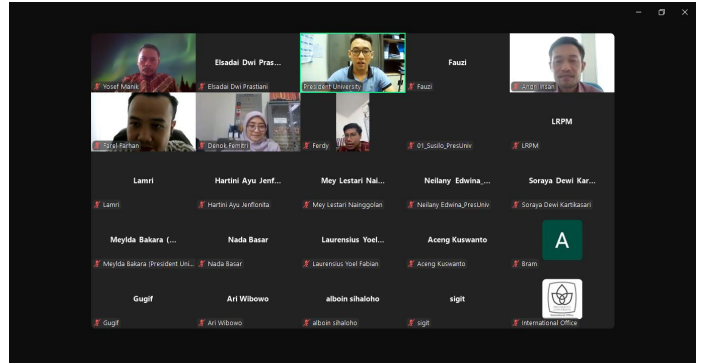 Yosef Manik
Elsadai Dwi Pras...
Elsadai Dwi Prastiani
President University
Fauzi
Fauzi
Andri Insan
Farel Farhan
Denok Femitri
Ferdy
01_Susilo_PresUniv
LRPM
LRPM
Lamri
Lamri
Hartini Ayu Jenf...
Hartini Ayu Jenflonita
Mey Lestari Nai...
Mey Lestari Nainggolan
Neilany Edwina_...
Neilany Edwina_PresUniv
Soraya Dewi Kar...
Soraya Dewi Kartikasari
Meylda Bakara (...
Meylda Bakara (President Uni...
Nada Basar
Nada Basar
Laurensius Yoel...
Laurensius Yoel Fabian
Aceng Kuswanto
Aceng Kuswanto
A
Bram
Gugif
Gugif
Ari Wibowo
Ari Wibowo
alboin sihaloho
alboin sihaloho
sigit
sigit
International Office